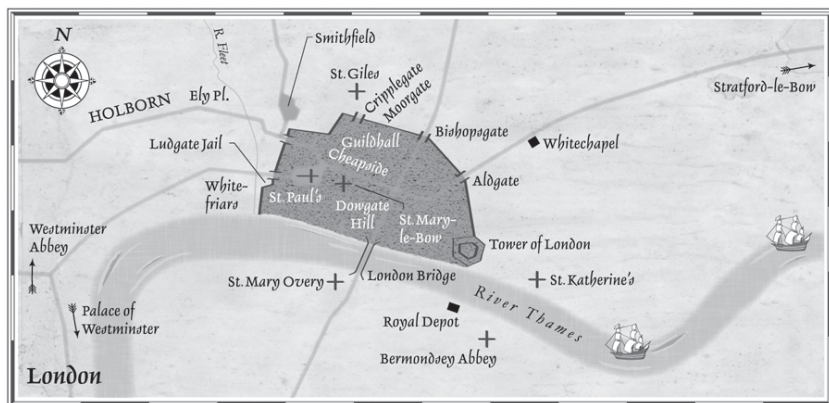 N
Smithfield
R. Fleet
St. Giles
Cripplegate
Moorgate
Stratford-le-Bow
Ely Pl.
HOLBORN
Bishopsgate
Guildhall
Whitechapel
Ludgate Jail
Cheapside
Aldgate
White-
friars
St. Paul's
Dowgate
Hill
St. Mary-
le-Bow
Westminster
Abbey
Tower of London
St. Mary Overy
London Bridge
St. Katherine's
River Thames
Palace of
Westminster
Royal Depot
Bermondsey Abbey
London